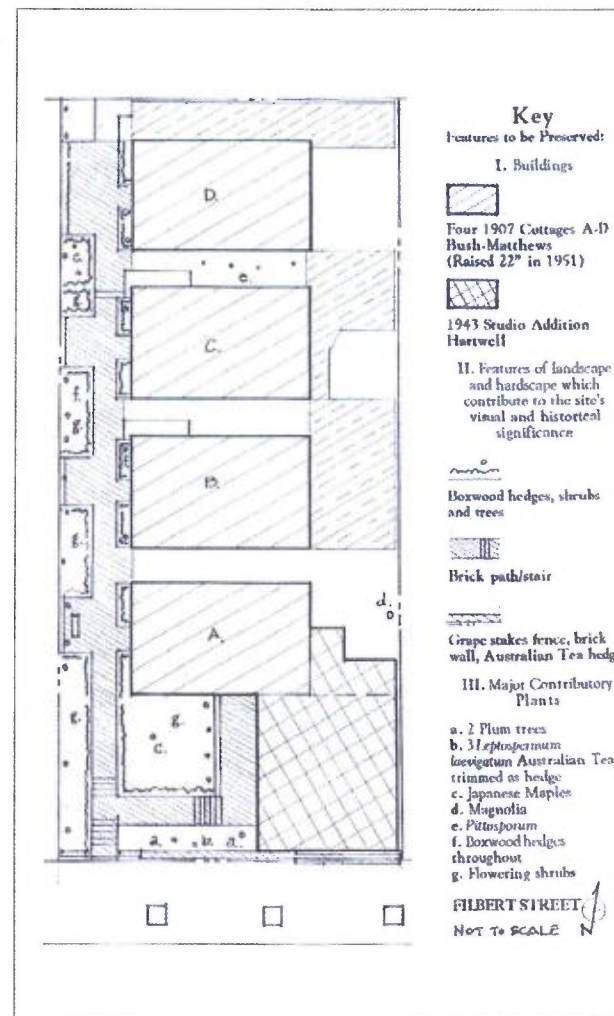 D.
e.
C.
B.
A.
d.
c.
f.
g.
g.
g.
g.
c.
a. b. a.
Key
Features to be Preserved:
I. Buildings
Four 1907 Cottages A-D
Bush-Matthews
(Raised 22" in 1951)
1943 Studio Addition
Hartwell
II. Features of landscape
and hardscape which
contribute to the site's
visual and historical
significance
Boxwood hedges, shrubs
and trees
Brick path/stair
Grape stakes fence, brick
wall, Australian Tea hedg
III. Major Contributory
Plants
a. 2 Plum trees
b. 3 Leptospermum
laevigatum Australian Tea
trimmed as hedge
c. Japanese Maples
d. Magnolia
e. Pittosporum
f. Boxwood hedges
throughout
g. Flowering shrubs
FILBERT STREET
NOT TO SCALE N